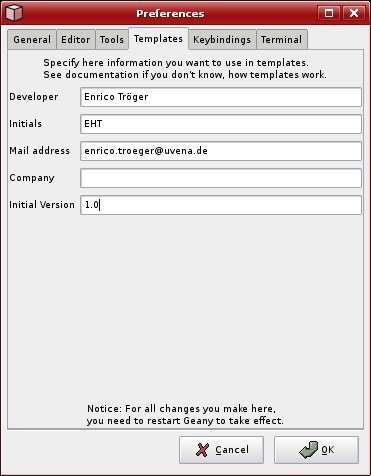 Preferences
General Editor Tools Templates Keybindings Terminal
Specify here information you want to use in templates.
See documentation if you don't know, how templates work.
Developer Enrico Tröger
Initials EHT
Mail address enrico.troeger@uvena.de
Company
Initial Version 1.0
Notice: For all changes you make here,
you need to restart Geany to take effect.
Cancel OK